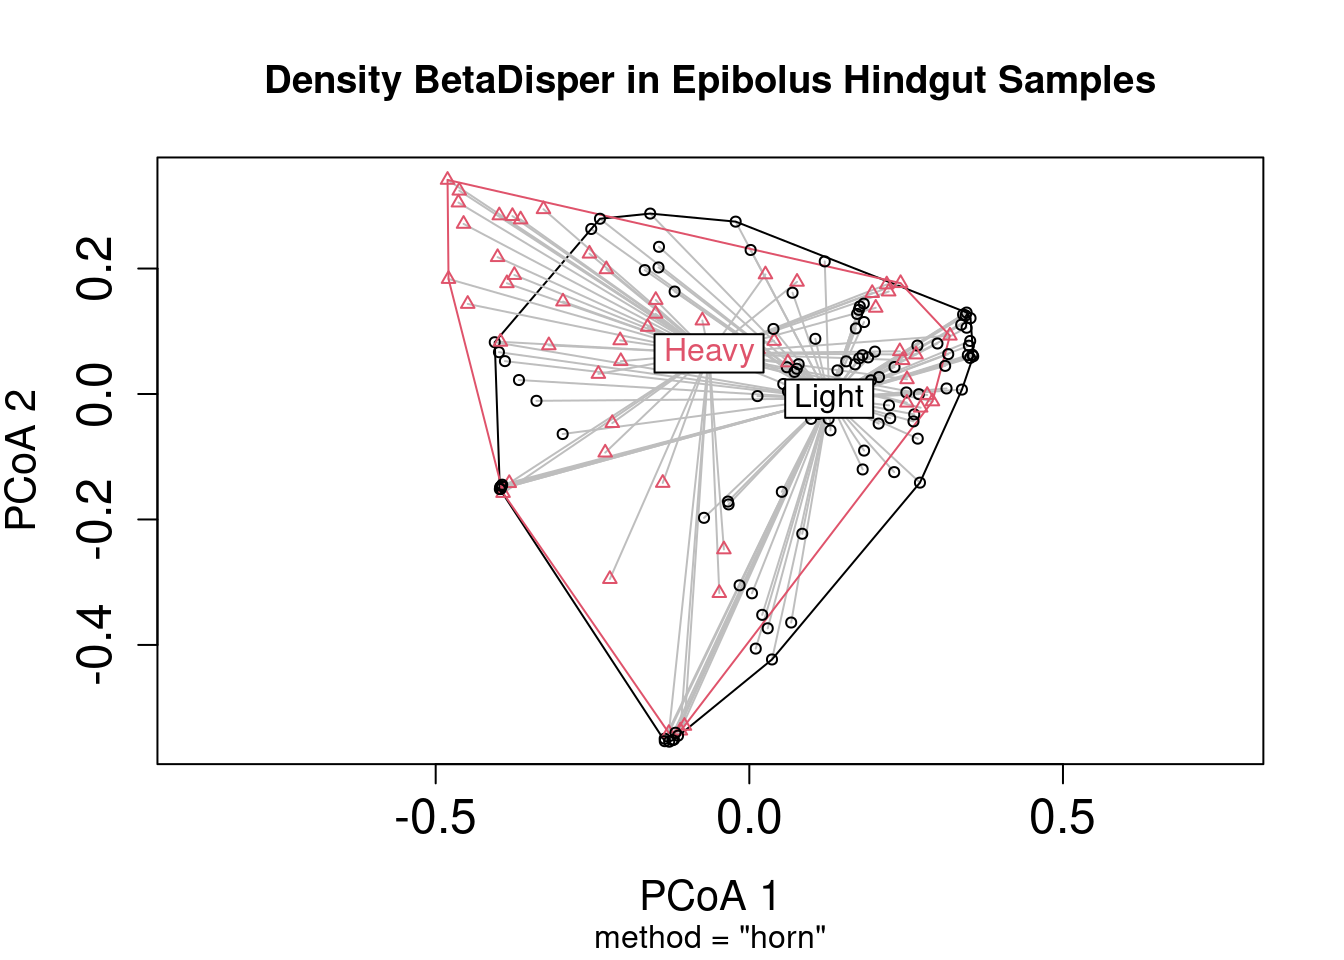 Density BetaDisper in Epibolus Hindgut Samples
PCoA 2
0.2
0.0
-0.2
-0.4
Heavy
Light
-0.5
0.0
0.5
PCoA 1
method = "horn"